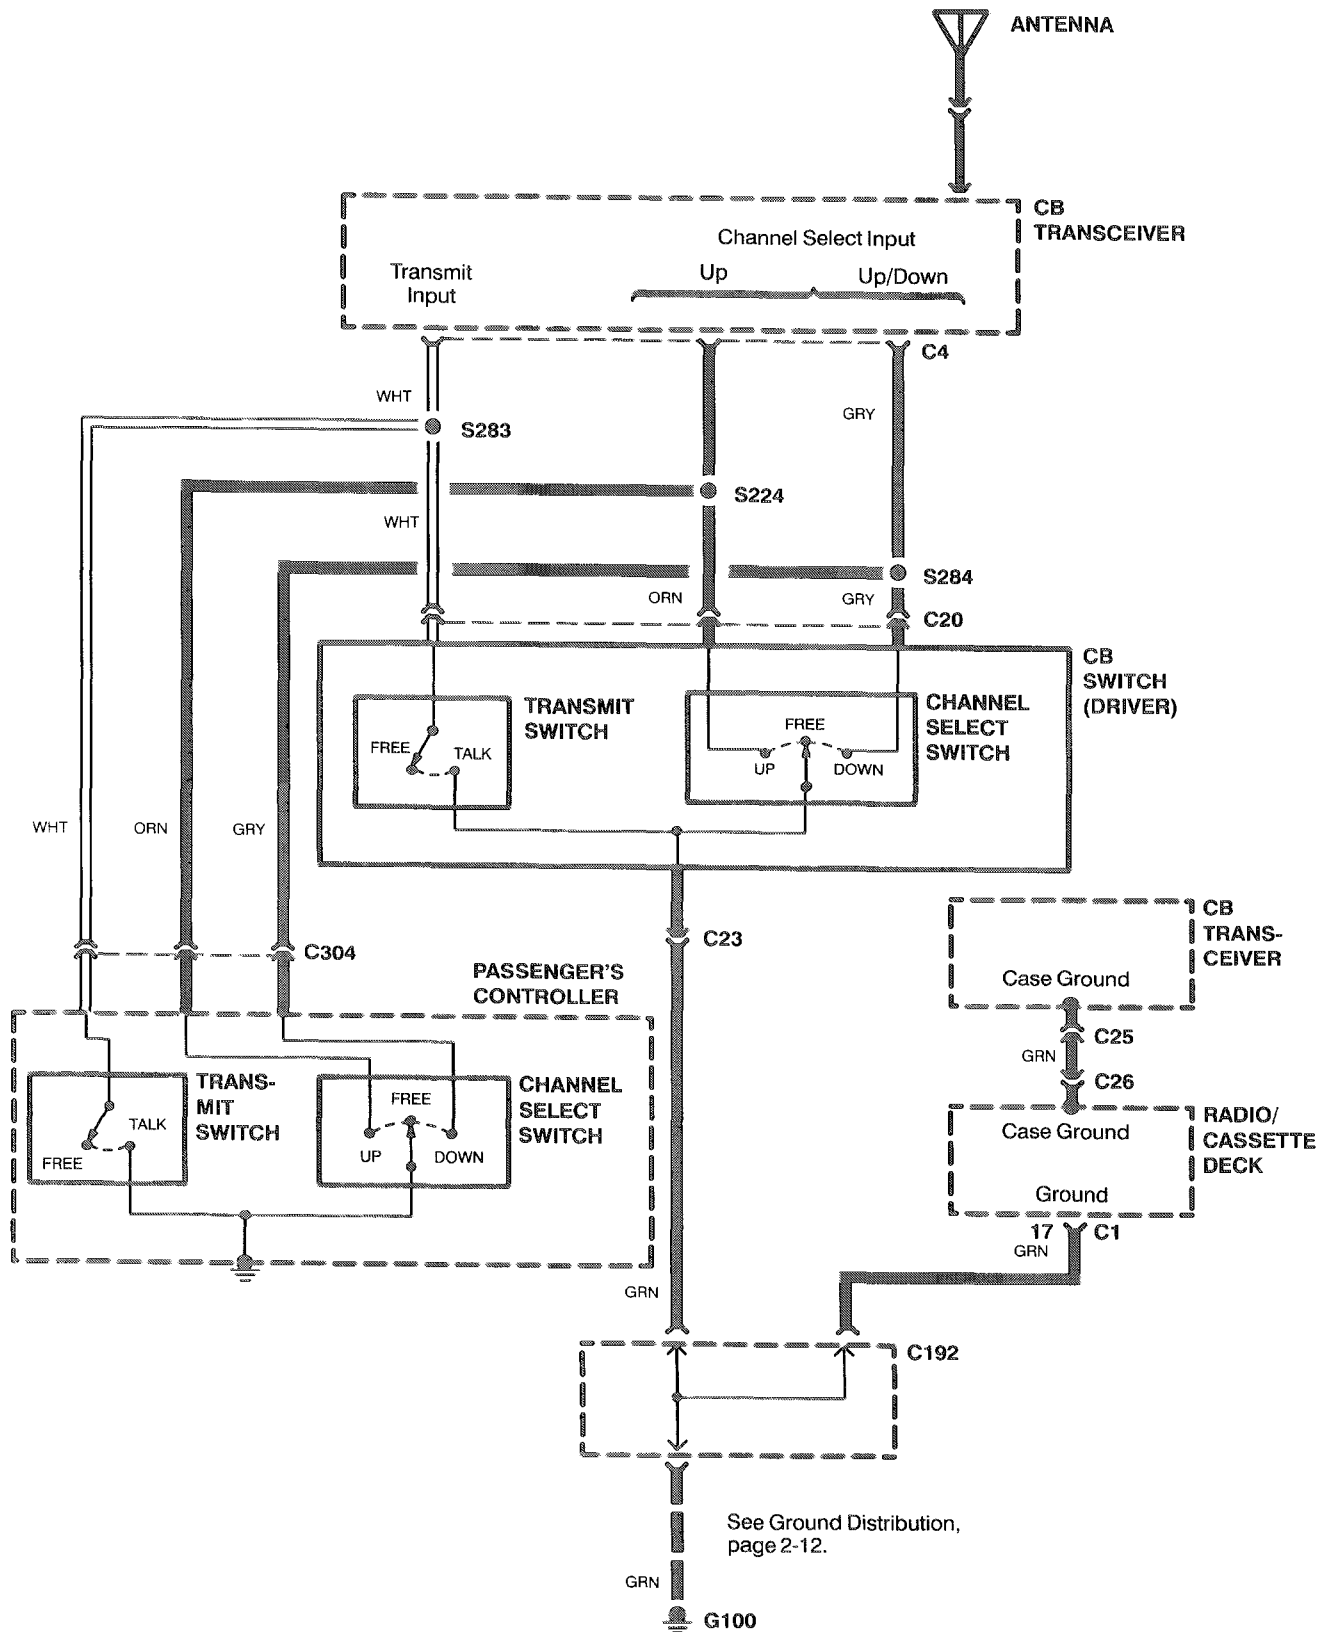 ANTENNA
CB
TRANSCEIVER
Channel Select Input
Transmit
Input
Up
Up/Down
C4
WHT
GRY
S283
S224
WHT
S284
ORN
GRY
C20
CB
SWITCH
(DRIVER)
TRANSMIT
SWITCH
FREE
TALK
CHANNEL
SELECT
SWITCH
FREE
UP
DOWN
WHT
ORN
GRY
C304
C23
PASSENGER'S
CONTROLLER
CB
TRANS-
CEIVER
Case Ground
C25
GRN
C26
TRANS-
MIT
SWITCH
TALK
FREE
CHANNEL
SELECT
SWITCH
FREE
UP
DOWN
RADIO/
CASSETTE
DECK
Case Ground
Ground
17
C1
GRN
GRN
C192
See Ground Distribution,
page 2-12.
GRN
G100